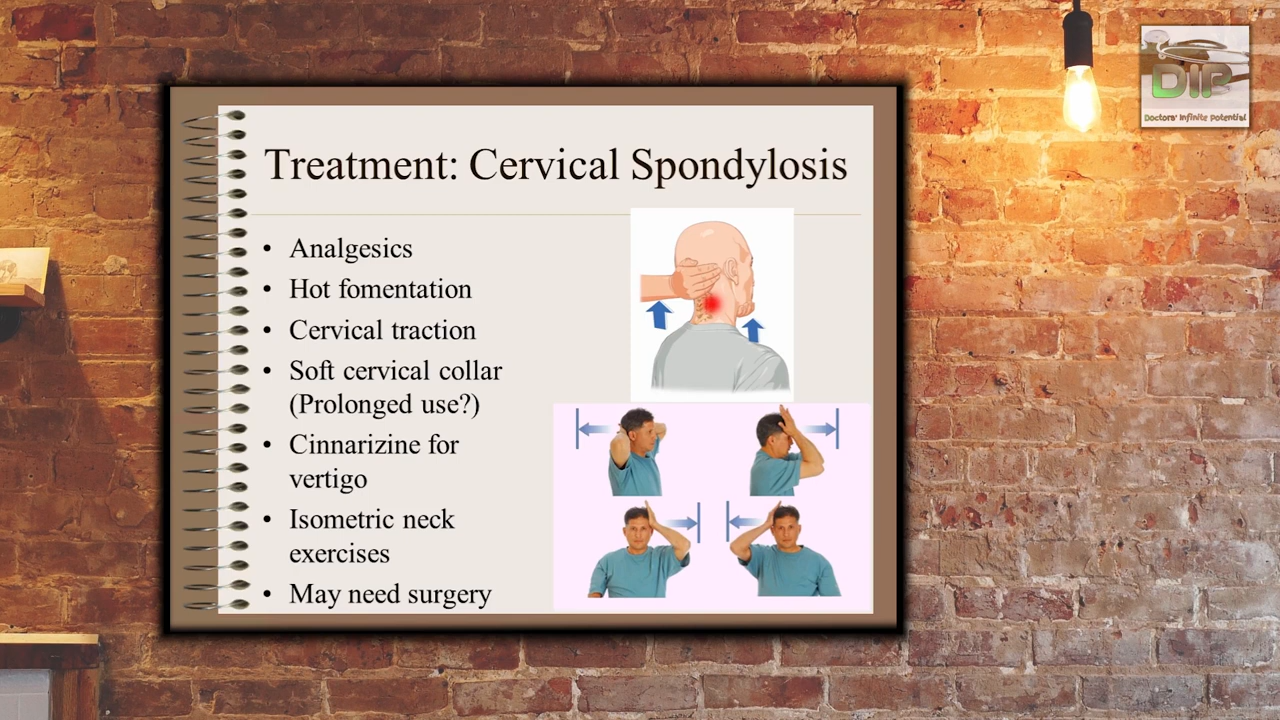 DIP
Doctors' Infinite Potential
Treatment: Cervical Spondylosis
• Analgesics
• Hot fomentation
• Cervical traction
• Soft cervical collar
(Prolonged use?)
• Cinnarizine for
vertigo
• Isometric neck
exercises
• May need surgery